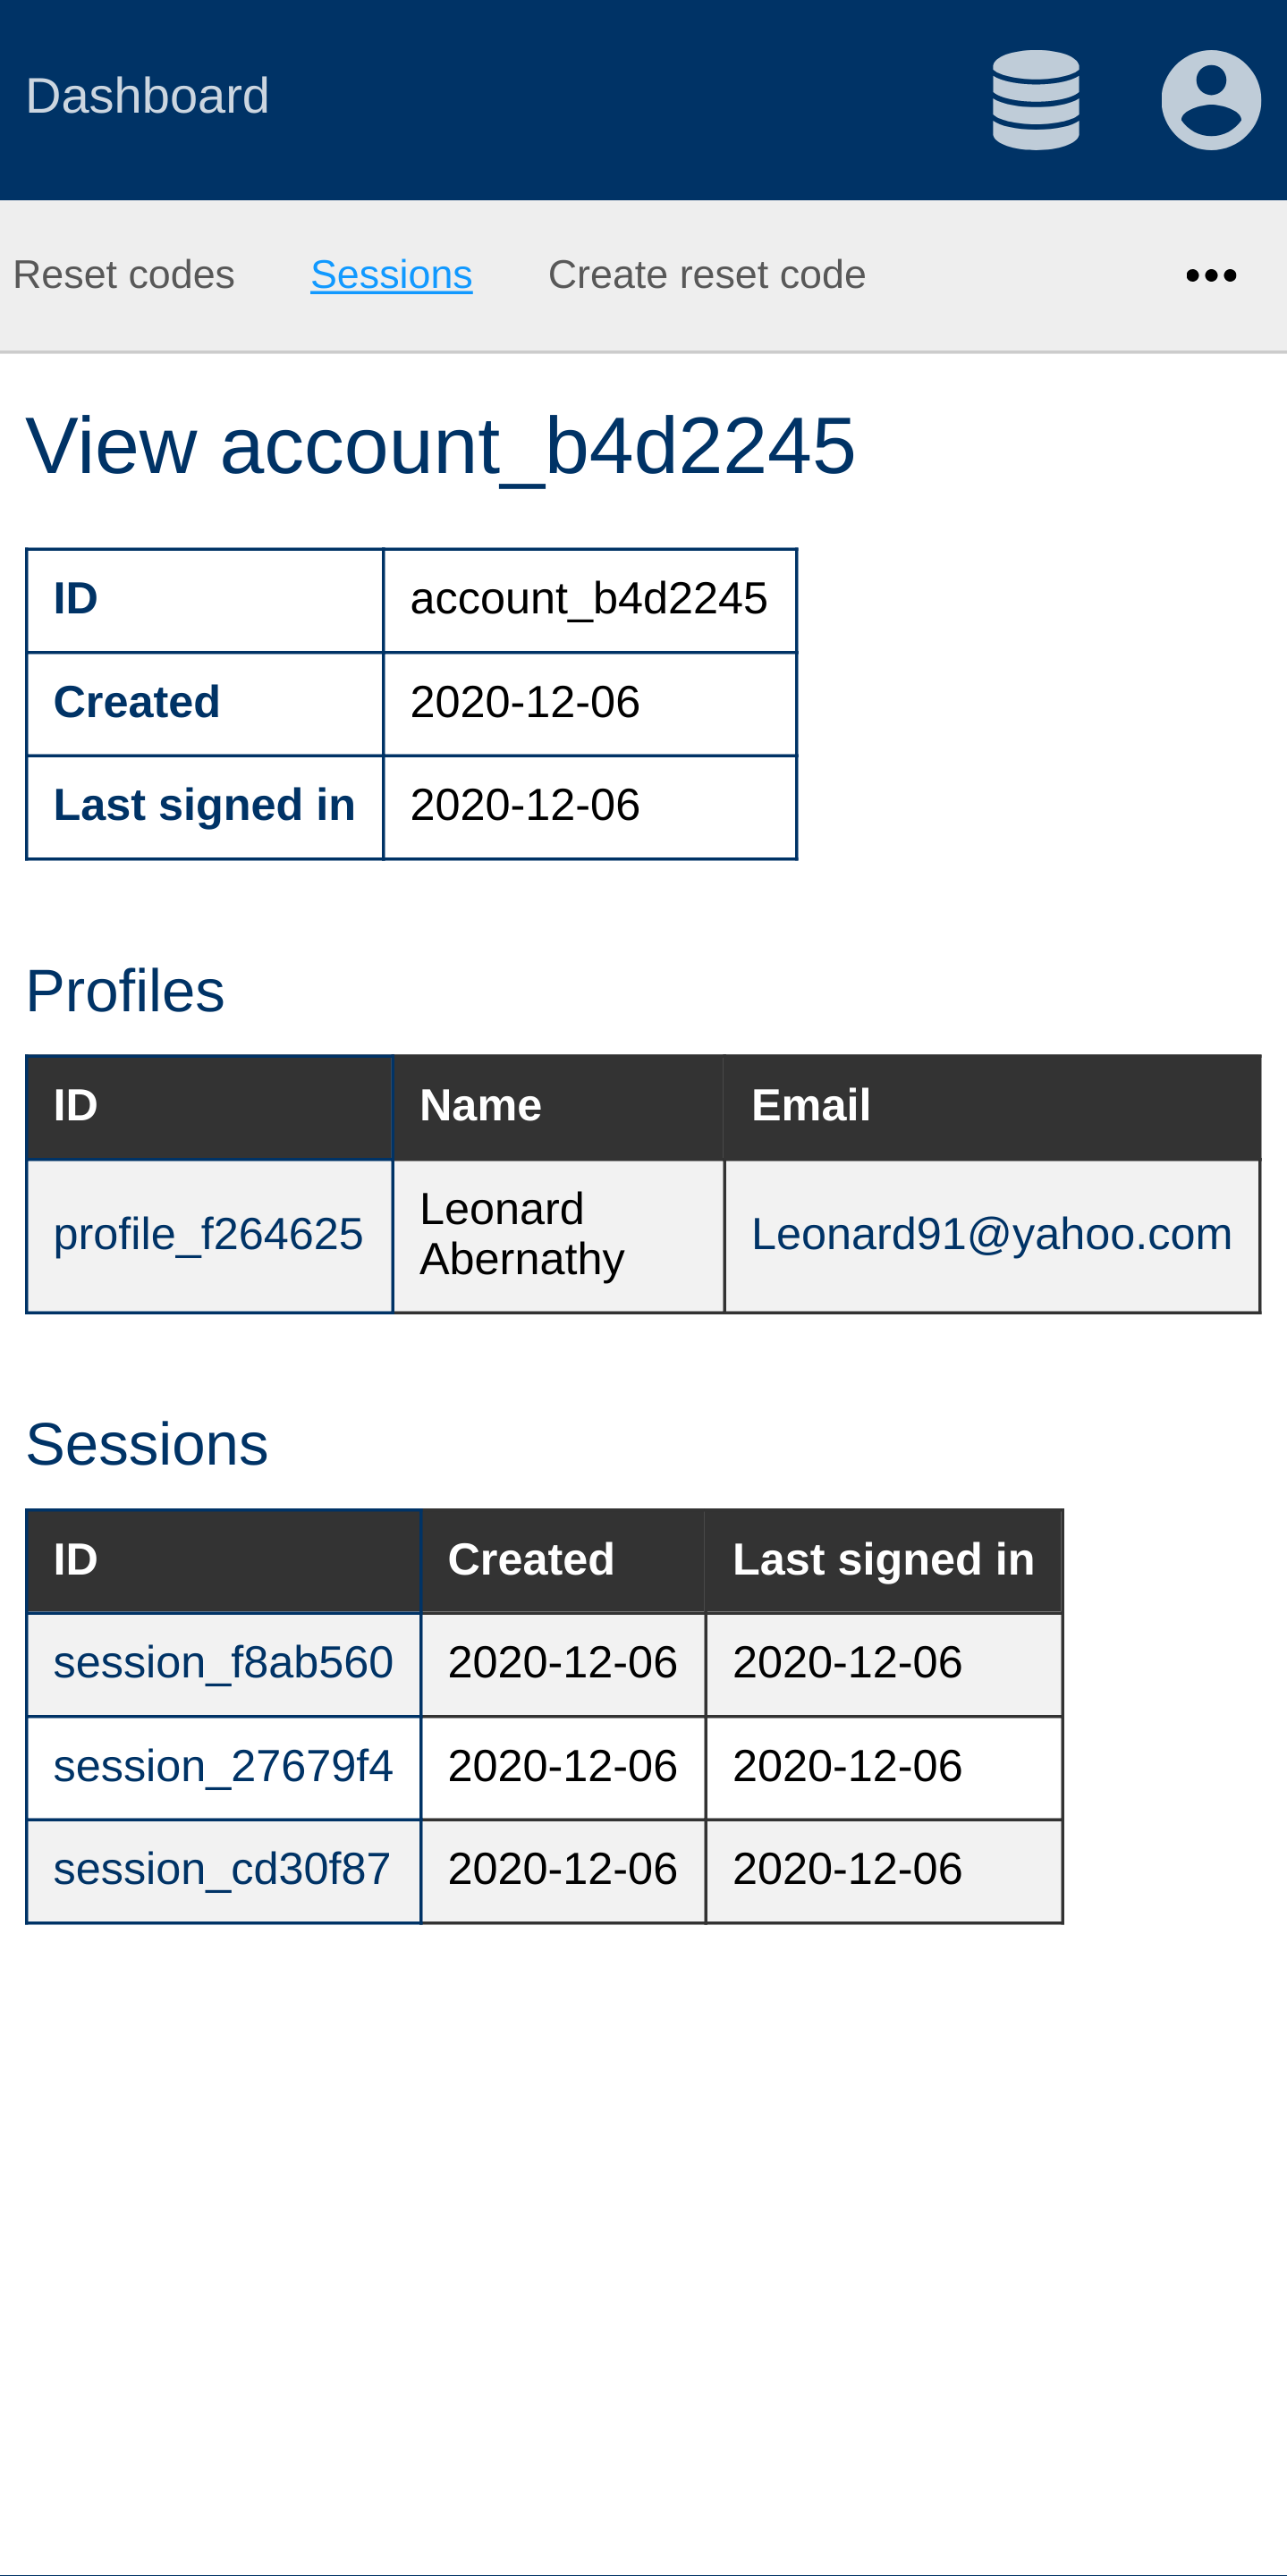 Dashboard
Reset codes Sessions Create reset code •••
View account_b4d2245
ID account_b4d2245
Created 2020-12-06
Last signed in 2020-12-06
Profiles
ID Name Email
profile_f264625 Leonard Abernathy Leonard91@yahoo.com
Sessions
ID Created Last signed in
session_f8ab560 2020-12-06 2020-12-06
session_27679f4 2020-12-06 2020-12-06
session_cd30f87 2020-12-06 2020-12-06